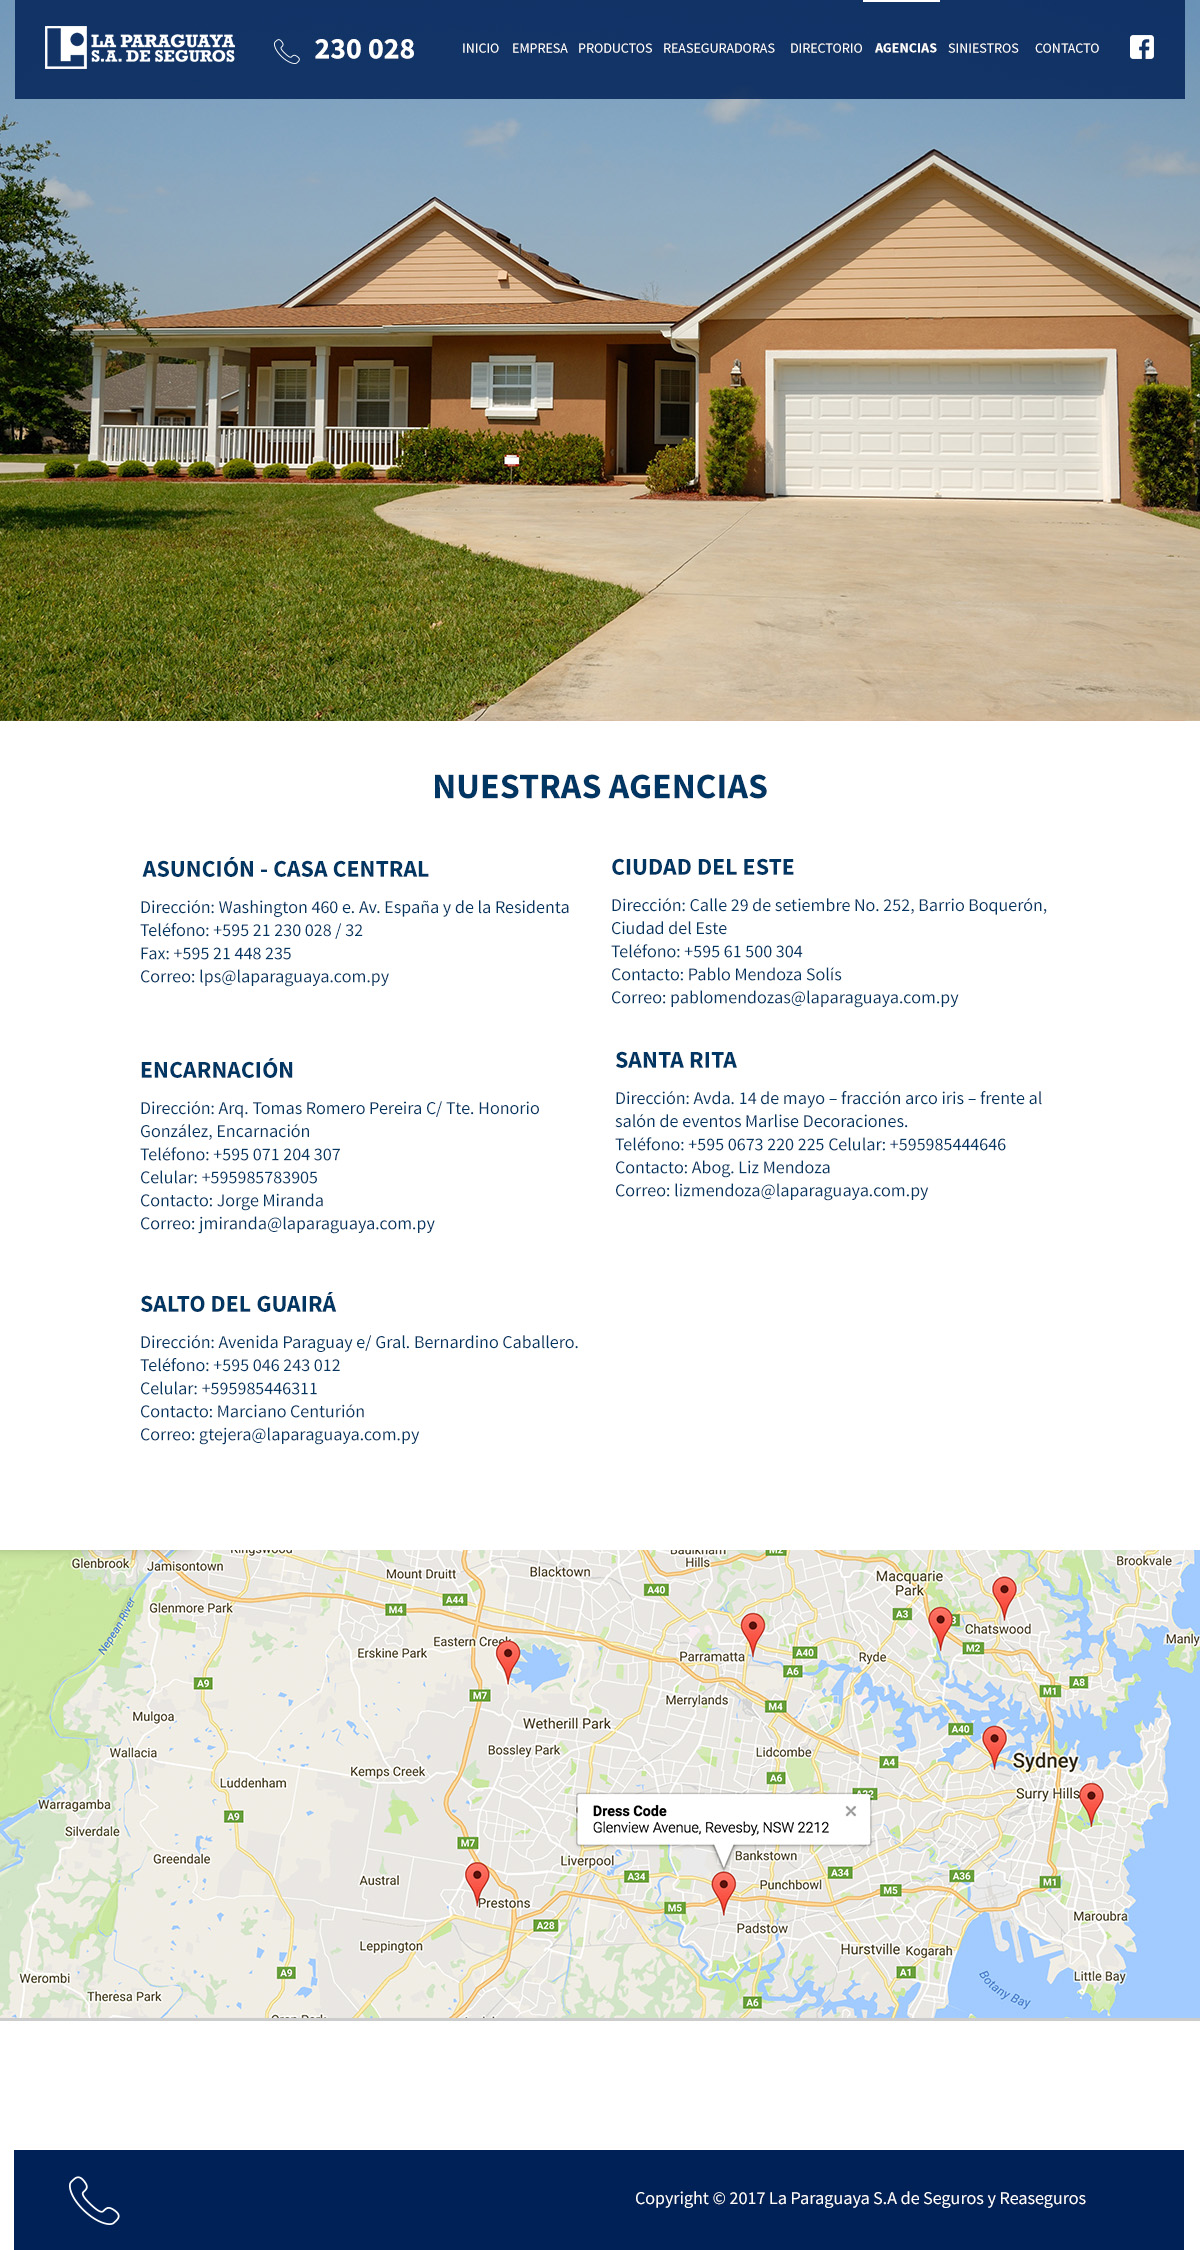 LA PARAGUAYA
S.A. DE SEGUROS
230 028
INICIO EMPRESA PRODUCTOS REASEGURADORAS DIRECTORIO AGENCIAS SINIESTROS CONTACTO
NUESTRAS AGENCIAS
ASUNCIÓN - CASA CENTRAL
Dirección: Washington 460 e. Av. España y de la Residenta
Teléfono: +595 21 230 028 / 32
Fax: +595 21 448 235
Correo: lps@laparaguaya.com.py
CIUDAD DEL ESTE
Dirección: Calle 29 de setiembre No. 252, Barrio Boquerón,
Ciudad del Este
Teléfono: +595 61 500 304
Contacto: Pablo Mendoza Solís
Correo: pablomendozas@laparaguaya.com.py
ENCARNACIÓN
Dirección: Arq. Tomas Romero Pereira C/ Tte. Honorio
González, Encarnación
Teléfono: +595 071 204 307
Celular: +595985783905
Contacto: Jorge Miranda
Correo: jmiranda@laparaguaya.com.py
SANTA RITA
Dirección: Avda. 14 de mayo – fracción arco iris – frente al
salón de eventos Marlise Decoraciones.
Teléfono: +595 0673 220 225 Celular: +595985444646
Contacto: Abog. Liz Mendoza
Correo: lizmendoza@laparaguaya.com.py
SALTO DEL GUAIRÁ
Dirección: Avenida Paraguay e/ Gral. Bernardino Caballero.
Teléfono: +595 046 243 012
Celular: +595985446311
Contacto: Marciano Centurión
Correo: gtejera@laparaguaya.com.py
Glenbrook
Jamisontown
Mount Druitt
Blacktown
Hills
Macquarie
Park
Brookvale
A40
A44
M4
Glenmore Park
Nepean River
A3
Chatswood
M2
Manly
Erskine Park
Eastern Creek
Parramatta
A40
A6
Ryde
A9
M7
Merrylands
M4
M1
A8
Mulgoa
Wetherill Park
A40
Wallacia
Bossley Park
Lidcombe
A4
Sydney
Kemps Creek
A6
Luddenham
Surry Hills
Warragamba
A9
Dress Code
Glenview Avenue, Revesby, NSW 2212
Silverdale
M7
Greendale
Liverpool
Bankstown
Austral
A34
A34
A36
Punchbowl
M5
M1
Prestons
M5
A28
Padstow
Maroubra
Leppington
Hurstville
Kogarah
Werombi
A9
A1
Little Bay
Theresa Park
A6
Botany Bay
Copyright © 2017 La Paraguaya S.A de Seguros y Reaseguros